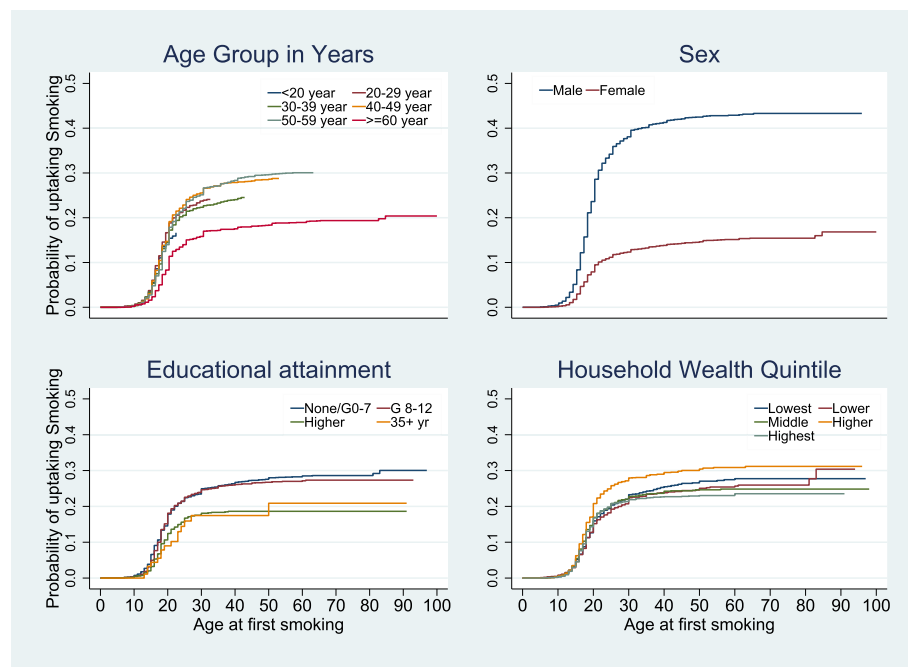 Age Group in Years
Probability of uptaking Smoking
0.0 0.1 0.2 0.3 0.4 0.5
<20 year 20-29 year
30-39 year 40-49 year
50-59 year >=60 year
Sex
0.0 0.1 0.2 0.3 0.4 0.5
Male Female
Educational attainment
Probability of uptaking Smoking
0.0 0.1 0.2 0.3 0.4 0.5
None/G0-7 G 8-12
Higher 35+ yr
0 10 20 30 40 50 60 70 80 90 100
Age at first smoking
Household Wealth Quintile
0.0 0.1 0.2 0.3 0.4 0.5
Lowest Lower
Middle Higher
Highest
0 10 20 30 40 50 60 70 80 90 100
Age at first smoking